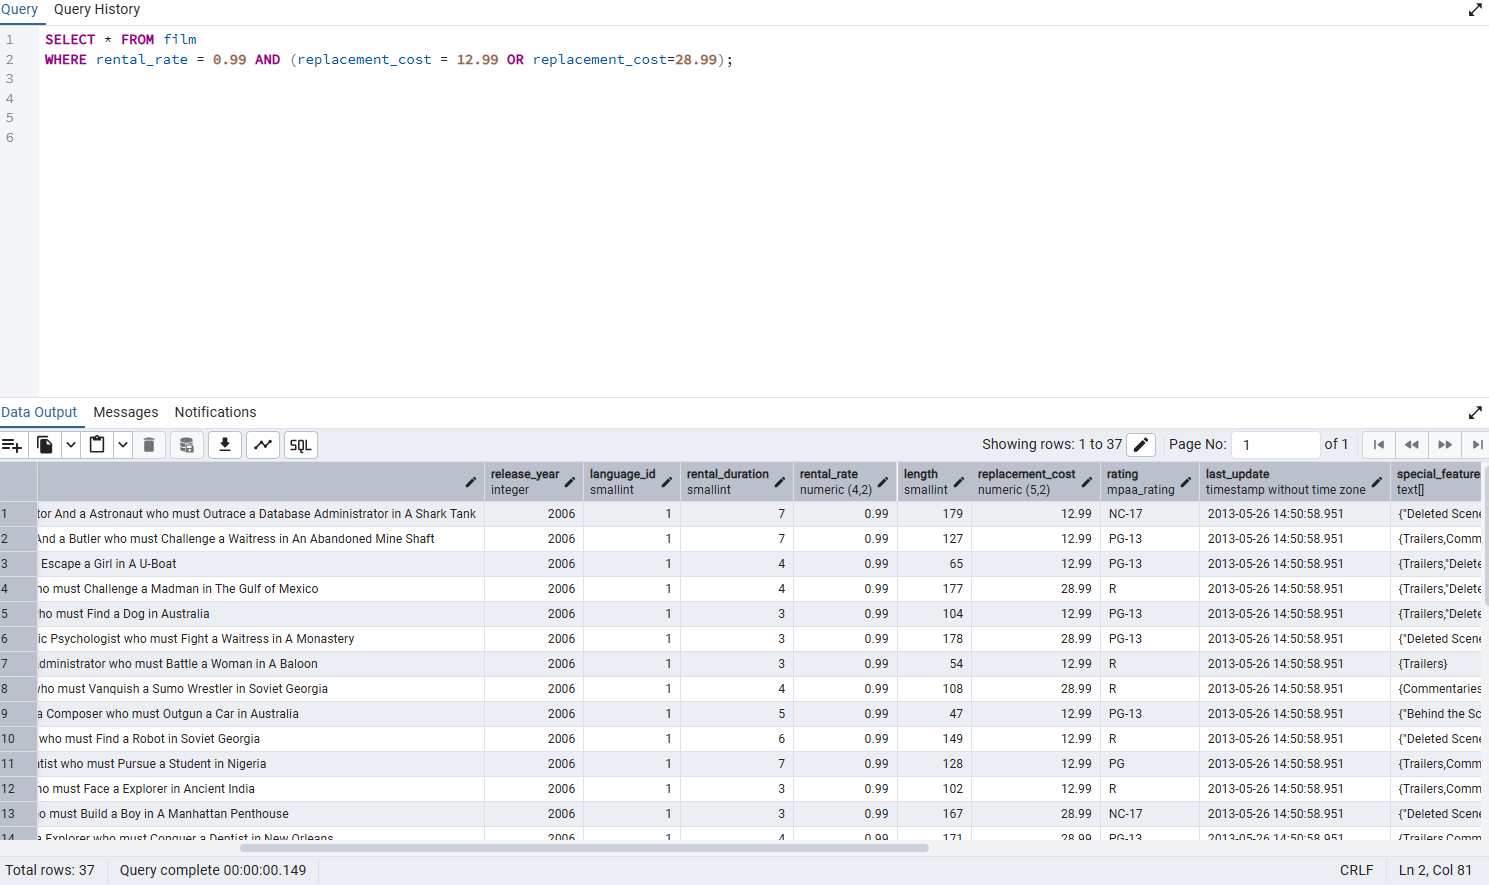 Query Query History
1 SELECT * FROM film
2 WHERE rental_rate = 0.99 AND (replacement_cost = 12.99 OR replacement_cost=28.99);
3
4
5
6
Data Output Messages Notifications
SQL Showing rows: 1 to 37 Page No: 1 of 1
release_year language_id rental_duration rental_rate length replacement_cost rating last_update special_feature
integer smallint smallint numeric (4,2) smallint numeric (5,2) mpaa_rating timestamp without time zone text[]
1 tor And a Astronaut who must Outrace a Database Administrator in A Shark Tank 2006 1 7 0.99 179 12.99 NC-17 2013-05-26 14:50:58.951 {"Deleted Scene
2 And a Butler who must Challenge a Waitress in An Abandoned Mine Shaft 2006 1 7 0.99 127 12.99 PG-13 2013-05-26 14:50:58.951 {Trailers,Comm
3 Escape a Girl in A U-Boat 2006 1 4 0.99 65 12.99 PG-13 2013-05-26 14:50:58.951 {Trailers,"Delete
4 ho must Challenge a Madman in The Gulf of Mexico 2006 1 4 0.99 177 28.99 R 2013-05-26 14:50:58.951 {Trailers,"Delete
5 ho must Find a Dog in Australia 2006 1 3 0.99 104 12.99 PG-13 2013-05-26 14:50:58.951 {Trailers,"Delete
6 ic Psychologist who must Fight a Waitress in A Monastery 2006 1 3 0.99 178 28.99 PG-13 2013-05-26 14:50:58.951 {"Deleted Scene
7 dministrator who must Battle a Woman in A Baloon 2006 1 3 0.99 54 12.99 R 2013-05-26 14:50:58.951 {Trailers}
8 who must Vanquish a Sumo Wrestler in Soviet Georgia 2006 1 4 0.99 108 28.99 R 2013-05-26 14:50:58.951 {Commentaries
9 a Composer who must Outgun a Car in Australia 2006 1 5 0.99 47 12.99 PG-13 2013-05-26 14:50:58.951 {"Behind the Sc
10 who must Find a Robot in Soviet Georgia 2006 1 6 0.99 149 12.99 R 2013-05-26 14:50:58.951 {"Deleted Scene
11 tist who must Pursue a Student in Nigeria 2006 1 7 0.99 128 12.99 PG 2013-05-26 14:50:58.951 {Trailers,Comm
12 ho must Face a Explorer in Ancient India 2006 1 3 0.99 102 12.99 R 2013-05-26 14:50:58.951 {Trailers,Comm
13 o must Build a Boy in A Manhattan Penthouse 2006 1 3 0.99 167 28.99 NC-17 2013-05-26 14:50:58.951 {"Deleted Scene
14 a Explorer who must Conquer a Dentist in New Orleans 2006 1 4 0.99 171 28.99 PG-13 2013-05-26 14:50:58.951 {Trailers,Comm
Total rows: 37 Query complete 00:00:00.149 CRLF Ln 2, Col 81